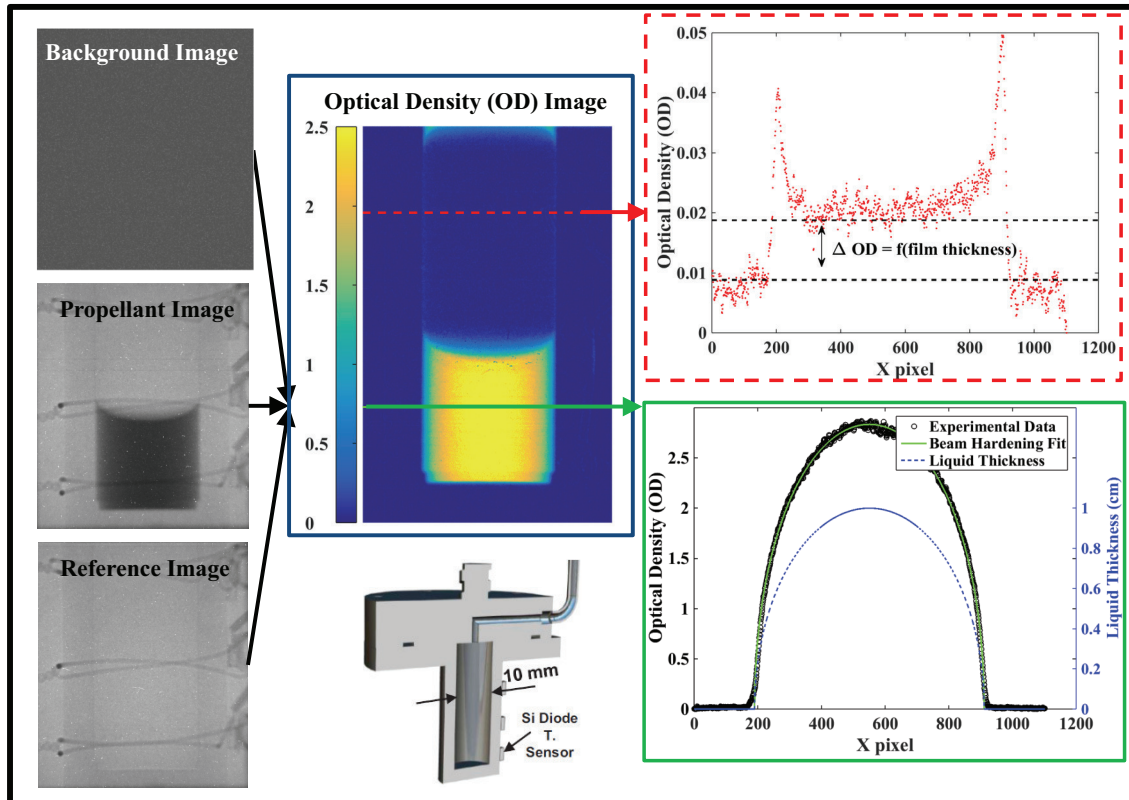 Background Image
Propellant Image
Reference Image
Optical Density (OD) Image
2.5
2
1.5
1
0.5
0
10 mm
Si Diode
T.
Sensor
Optical Density (OD)
0.05
0.04
0.03
0.02
0.01
0
Δ OD = f(film thickness)
0 200 400 600 800 1000 1200
X pixel
Optical Density (OD)
2.5
2
1.5
1
0.5
0
Experimental Data
Beam Hardening Fit
Liquid Thickness
1
0.8
0.6
0.4
0.2
0
Liquid Thickness (cm)
0 200 400 600 800 1000 1200
X pixel